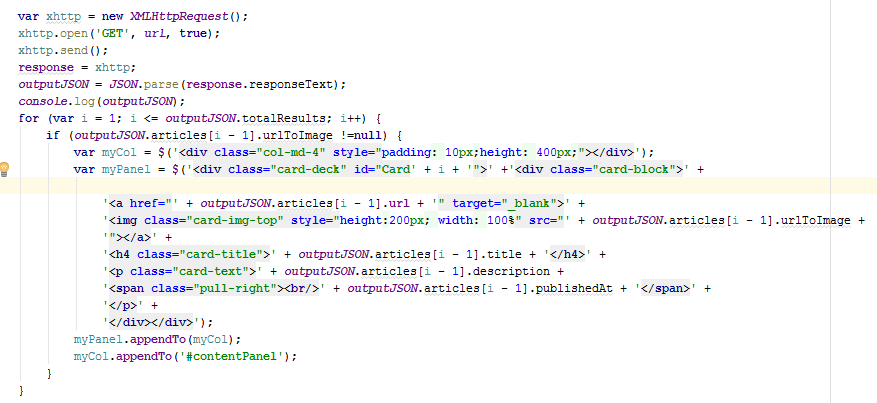 var xhttp = new XMLHttpRequest();
xhttp.open('GET', url, true);
xhttp.send();
response = xhttp;
outputJSON = JSON.parse(response.responseText);
console.log(outputJSON);
for (var i = 1; i <= outputJSON.totalResults; i++) {
    if (outputJSON.articles[i - 1].urlToImage !=null) {
        var myCol = $('<div class="col-md-4" style="padding: 10px;height: 400px;"></div>');
        var myPanel = $('<div class="card-deck" id="Card' + i + '">' +'<div class="card-block">' +
            '<a href="' + outputJSON.articles[i - 1].url + '" target="_blank">' +
            '<img class="card-img-top" style="height:200px; width: 100%" src="' + outputJSON.articles[i - 1].urlToImage +
            '"></a>' +
            '<h4 class="card-title">' + outputJSON.articles[i - 1].title + '</h4>' +
            '<p class="card-text">' + outputJSON.articles[i - 1].description +
            '<span class="pull-right"><br/>' + outputJSON.articles[i - 1].publishedAt + '</span>' +
            '</p>' +
            '</div></div>');
        myPanel.appendTo(myCol);
        myCol.appendTo('#contentPanel');
    }
}